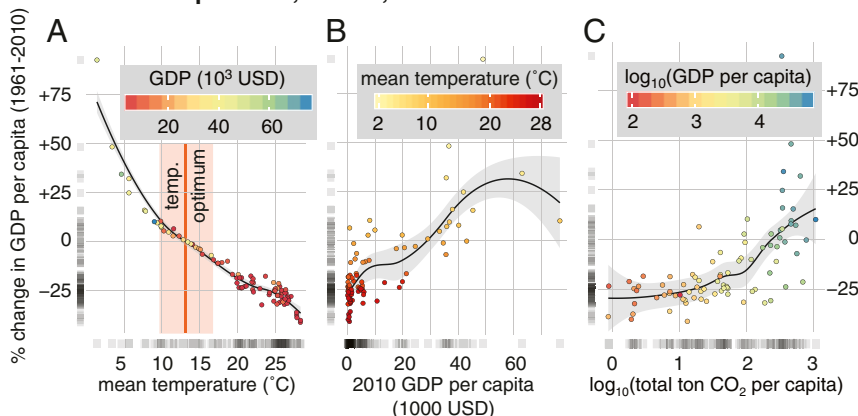 A
B
C
% change in GDP per capita (1961-2010)
+75
+50
+25
0
−25
GDP (10³ USD)
20 40 60
temp.
optimum
5 10 15 20 25
mean temperature (˚C)
mean temperature (˚C)
2 10 20 28
0 20 40 60
2010 GDP per capita
(1000 USD)
log₁₀(GDP per capita)
2 3 4
+75
+50
+25
0
−25
0 1 2 3
log₁₀(total ton CO₂ per capita)